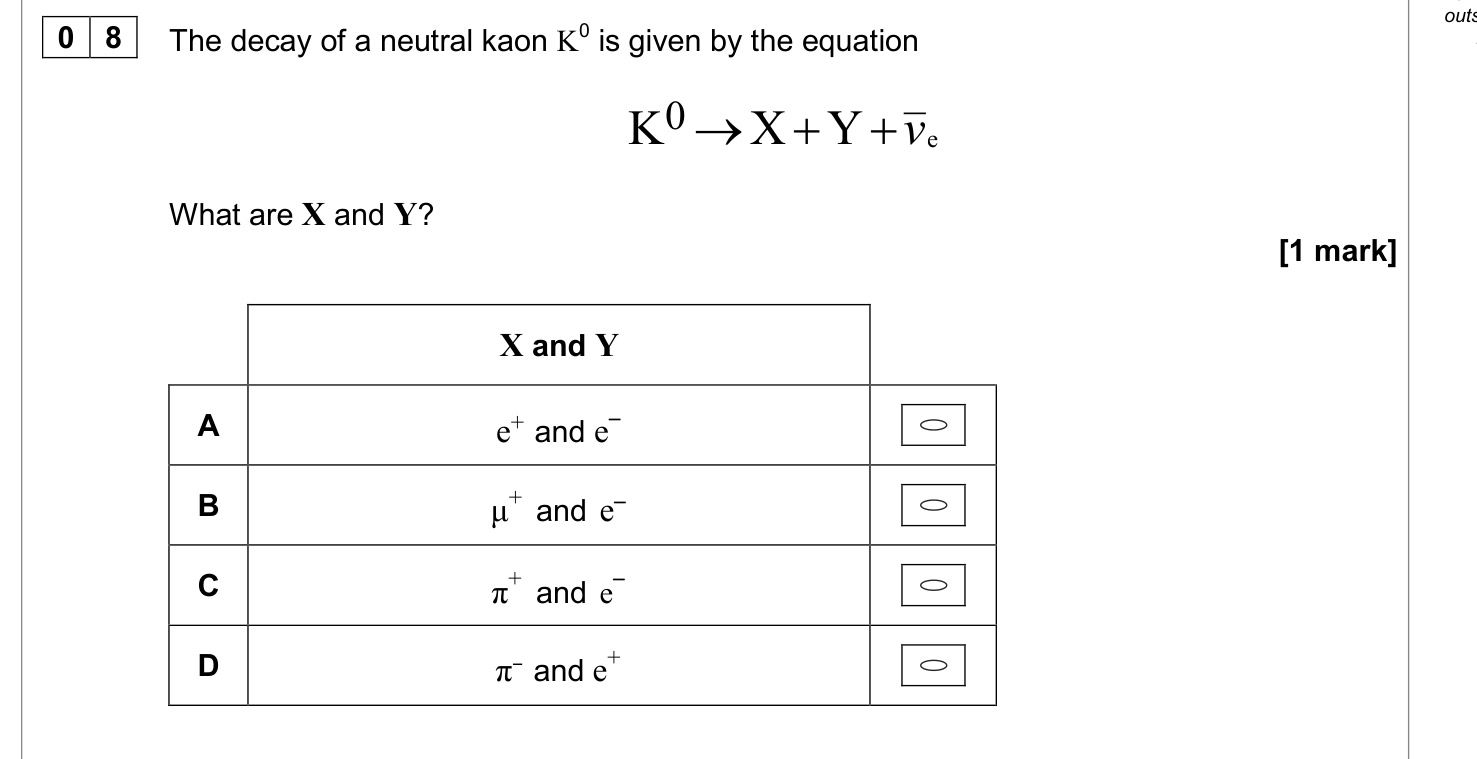 outs
0 8 The decay of a neutral kaon K⁰ is given by the equation
K⁰ → X + Y + ν̅ₑ
What are X and Y?
[1 mark]
X and Y
A e⁺ and e⁻
B μ⁺ and e⁻
C π⁺ and e⁻
D π⁻ and e⁺